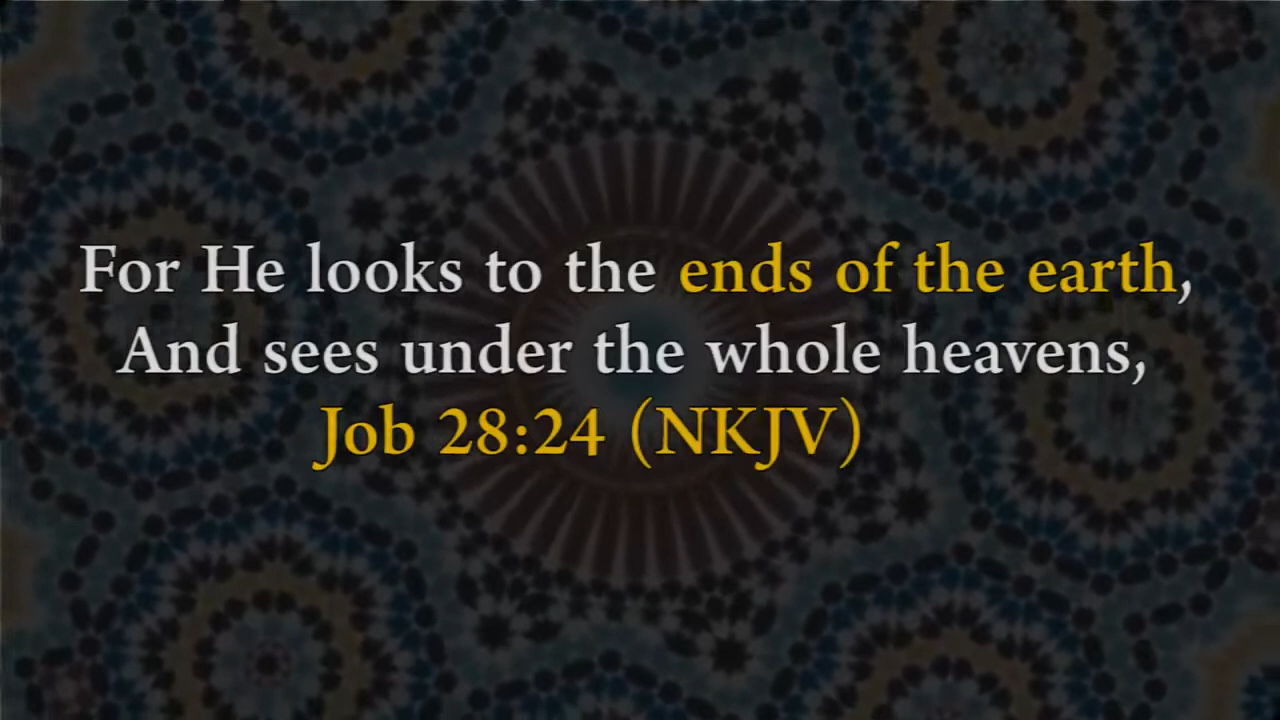 For He looks to the ends of the earth,
And sees under the whole heavens,
Job 28:24 (NKJV)